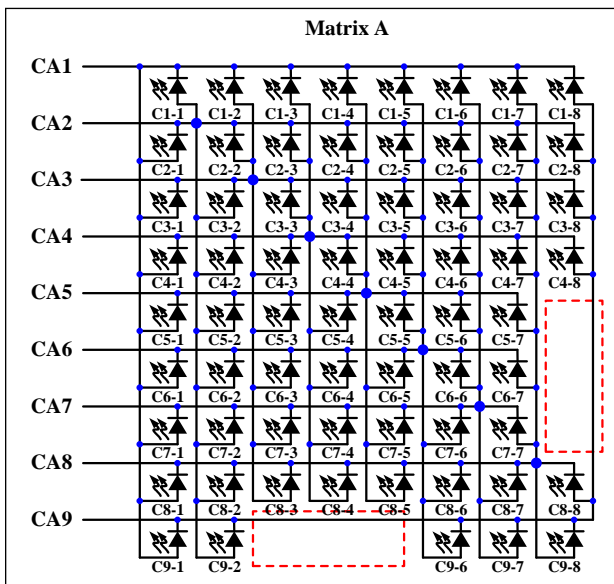 Matrix A
CA1
C1-1 C1-2 C1-3 C1-4 C1-5 C1-6 C1-7 C1-8
CA2
C2-1 C2-2 C2-3 C2-4 C2-5 C2-6 C2-7 C2-8
CA3
C3-1 C3-2 C3-3 C3-4 C3-5 C3-6 C3-7 C3-8
CA4
C4-1 C4-2 C4-3 C4-4 C4-5 C4-6 C4-7 C4-8
CA5
C5-1 C5-2 C5-3 C5-4 C5-5 C5-6 C5-7
CA6
C6-1 C6-2 C6-3 C6-4 C6-5 C6-6 C6-7
CA7
C7-1 C7-2 C7-3 C7-4 C7-5 C7-6 C7-7
CA8
C8-1 C8-2 C8-3 C8-4 C8-5 C8-6 C8-7 C8-8
CA9
C9-1 C9-2 C9-6 C9-7 C9-8